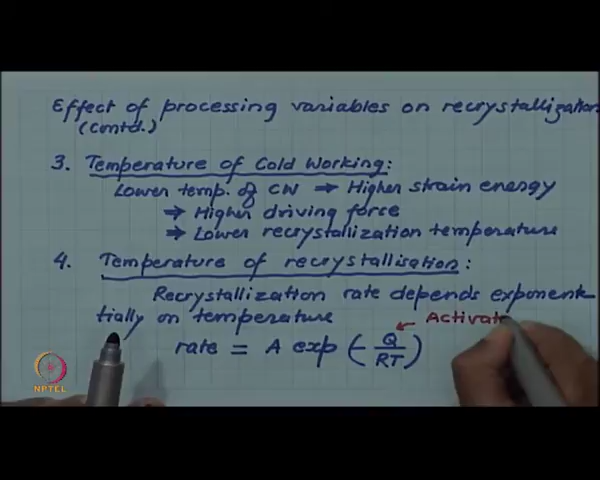 Effect of processing variables on recrystallization
(contd.)
3. Temperature of Cold Working:
Lower temp. of CW ⇒ Higher strain energy
⇒ Higher driving force
⇒ Lower recrystallization temperature
4. Temperature of recrystallisation:
Recrystallization rate depends exponen-
tially on temperature
Activat
rate = A exp (- Q/RT)
NPTEL